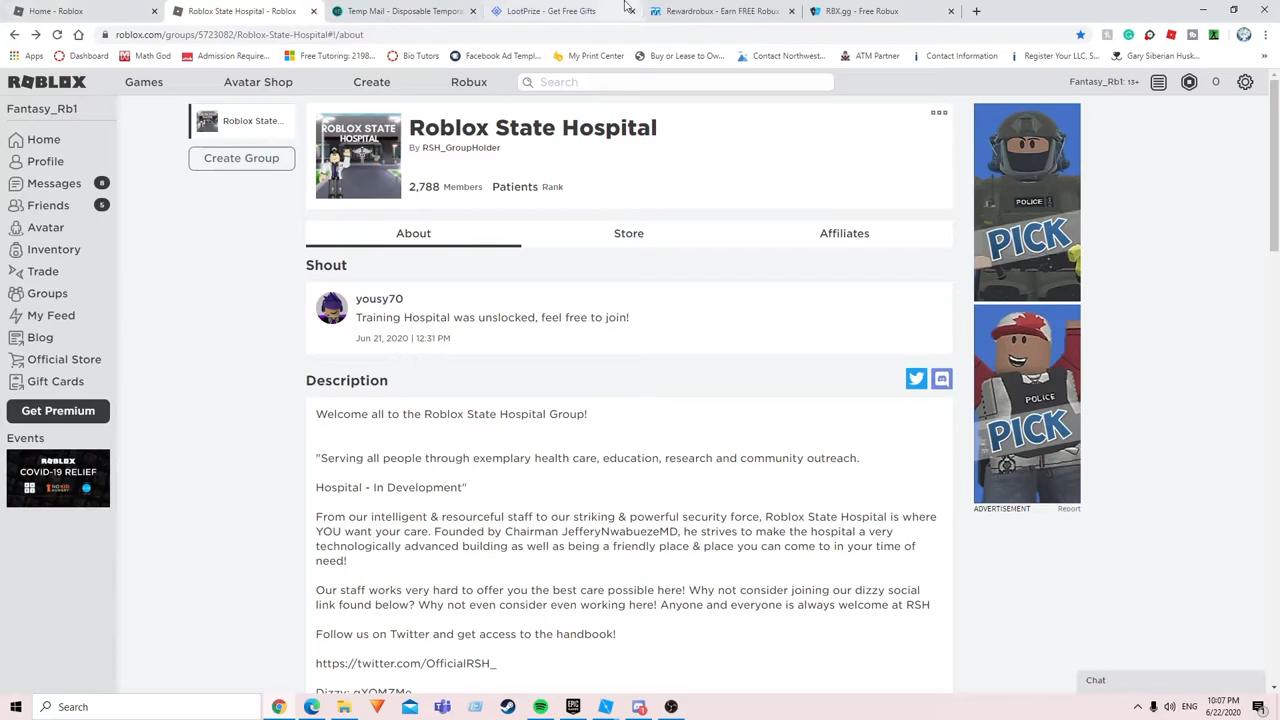 Home - Roblox
Roblox State Hospital - Roblox
Temp Mail - Disposable Temporar
LootPrize - Get Free Gifts
Rewardrobux - Earn FREE Robux
RBX.gg - Free Robux
roblox.com/groups/5723082/Roblox-State-Hospital#!/about
Apps
Dashboard
Math God
Admission Require...
Free Tutoring: 2198...
Bio Tutors
Facebook Ad Templ...
My Print Center
Buy or Lease to Ow...
Contact Northwest...
ATM Partner
Contact Information
Register Your LLC, S...
Gary Siberian Husk...
ROBLOX
Games
Avatar Shop
Create
Robux
Search
Fantasy_Rb1: 13+
0
Fantasy_Rb1
Home
Profile
Messages 8
Friends 5
Avatar
Inventory
Trade
Groups
My Feed
Blog
Official Store
Gift Cards
Get Premium
Events
ROBLOX
COVID-19 RELIEF
Roblox State...
Create Group
ROBLOX STATE
HOSPITAL
Roblox State Hospital
By RSH_GroupHolder
2,788 Members Patients Rank
About
Store
Affiliates
Shout
yousy70
Training Hospital was unslocked, feel free to join!
Jun 21, 2020 | 12:31 PM
Description
Welcome all to the Roblox State Hospital Group!
"Serving all people through exemplary health care, education, research and community outreach.
Hospital - In Development"
From our intelligent & resourceful staff to our striking & powerful security force, Roblox State Hospital is where
YOU want your care. Founded by Chairman JefferyNwabuezeMD, he strives to make the hospital a very
technologically advanced building as well as being a friendly place & place you can come to in your time of
need!
Our staff works very hard to offer you the best care possible here! Why not consider joining our dizzy social
link found below? Why not even consider even working here! Anyone and everyone is always welcome at RSH
Follow us on Twitter and get access to the handbook!
https://twitter.com/OfficialRSH_
POLICE
PICK
POLICE
PICK
ADVERTISEMENT
Report
Chat
Search
ENG
10:07 PM
6/22/2020